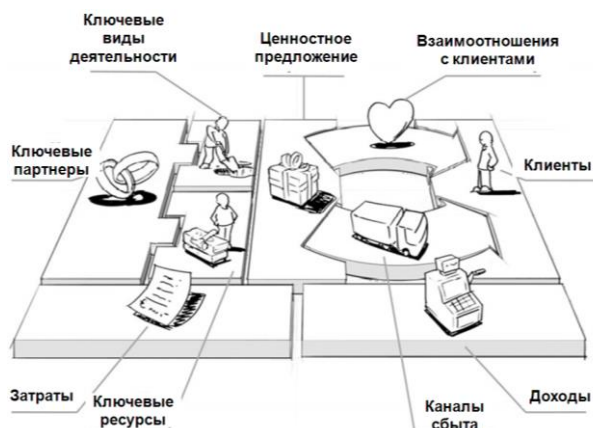 Ключевые
виды
деятельности
Ценностное
предложение
Взаимоотношения
с клиентами
Ключевые
партнеры
Клиенты
Затраты
Ключевые
ресурсы
Каналы
сбыта
Доходы